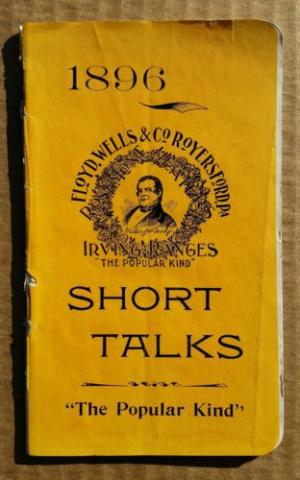 1896
FLOYD, WELLS & CO ROYERSFORD, PA
IRVING RANGES
"THE POPULAR KIND"
SHORT
TALKS
"The Popular Kind"